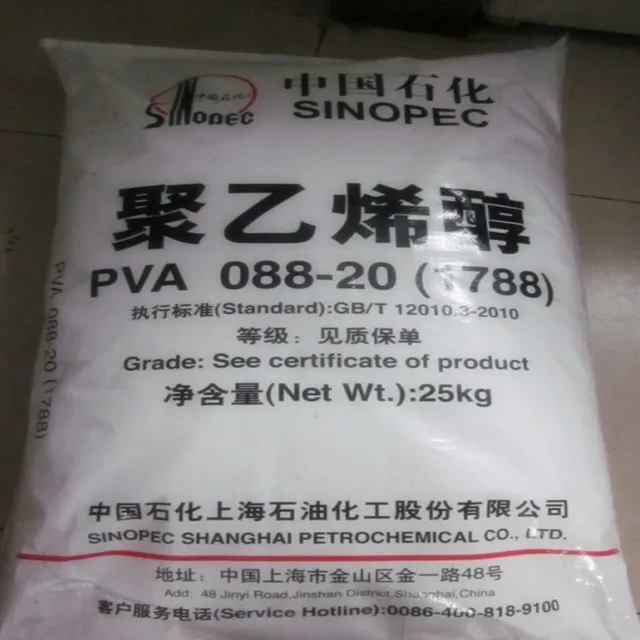 中国石化
SINOPEC
中国石化
SINOPEC
聚乙烯醇
PVA 088-20 (1788)
执行标准(Standard):GB/T 12010.3-2010
等级: 见质保单
Grade: See certificate of product
净含量(Net Wt.):25kg
PVA 088-20 (1788)
中国石化上海石油化工股份有限公司
SINOPEC SHANGHAI PETROCHEMICAL CO., LTD.
地址: 中国上海市金山区金一路48号
Add: 48 Jinyi Road,Jinshan District,Shanghai,China
客户服务电话(Service Hotline):0086-400-818-9100